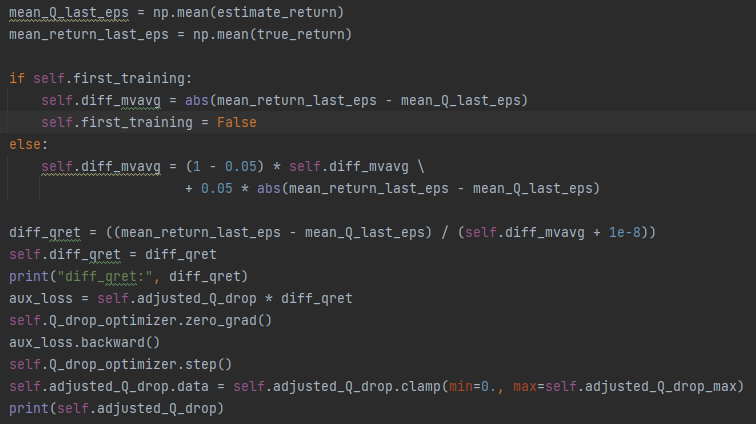 mean_Q_last_eps = np.mean(estimate_return)
mean_return_last_eps = np.mean(true_return)
if self.first_training:
self.diff_mvavg = abs(mean_return_last_eps - mean_Q_last_eps)
self.first_training = False
else:
self.diff_mvavg = (1 - 0.05) * self.diff_mvavg \
+ 0.05 * abs(mean_return_last_eps - mean_Q_last_eps)
diff_qret = ((mean_return_last_eps - mean_Q_last_eps) / (self.diff_mvavg + 1e-8))
self.diff_qret = diff_qret
print("diff_qret:", diff_qret)
aux_loss = self.adjusted_Q_drop * diff_qret
self.Q_drop_optimizer.zero_grad()
aux_loss.backward()
self.Q_drop_optimizer.step()
self.adjusted_Q_drop.data = self.adjusted_Q_drop.clamp(min=0., max=self.adjusted_Q_drop_max)
print(self.adjusted_Q_drop)